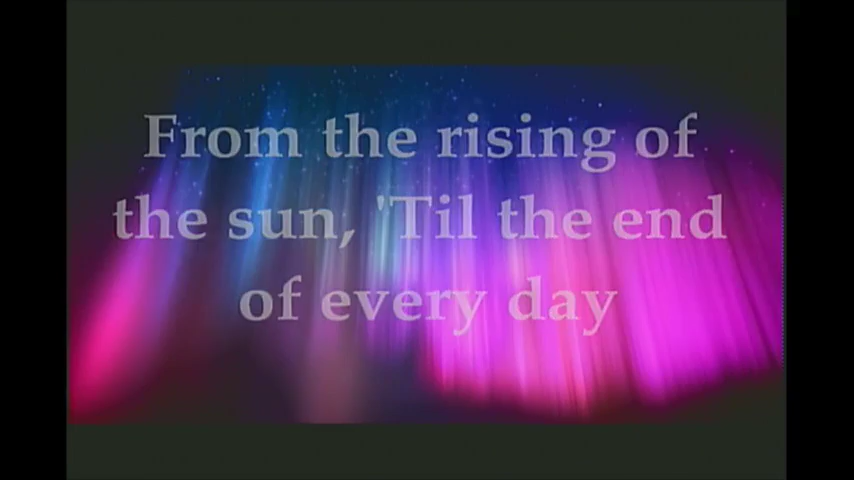 From the rising of
the sun, 'Til the end
of every day